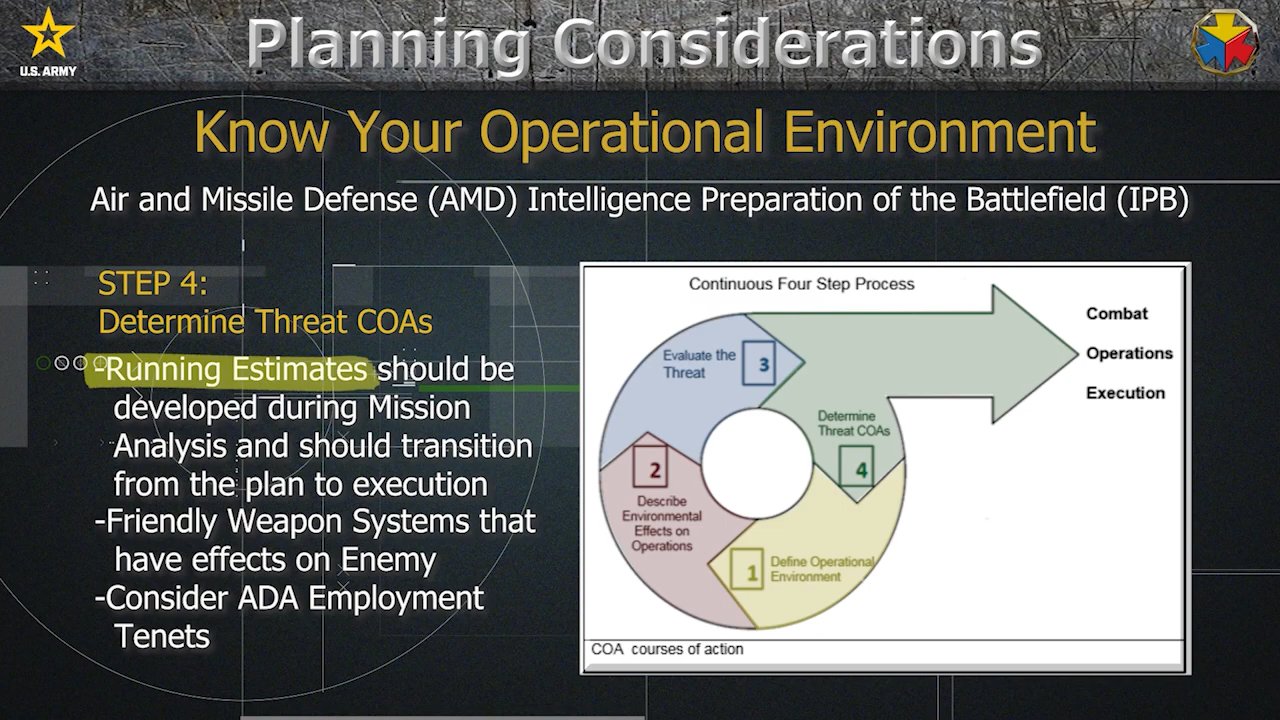 U.S. ARMY
Planning Considerations
Know Your Operational Environment
Air and Missile Defense (AMD) Intelligence Preparation of the Battlefield (IPB)
STEP 4:
Determine Threat COAs
-Running Estimates should be
developed during Mission
Analysis and should transition
from the plan to execution
-Friendly Weapon Systems that
have effects on Enemy
-Consider ADA Employment
Tenets
Continuous Four Step Process
Combat
Operations
Execution
Evaluate the
Threat
3
Determine
Threat COAs
4
2
Describe
Environmental
Effects on
Operations
1
Define Operational
Environment
COA courses of action